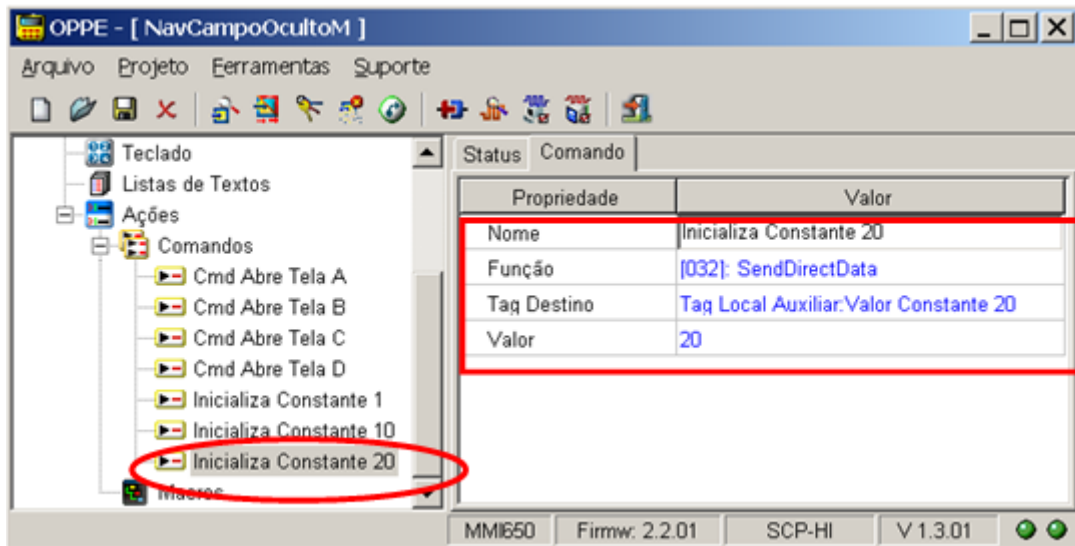 OPPE - [ NavCampoOcultoM ]
Arquivo Projeto Ferramentas Suporte
Teclado
Listas de Textos
Ações
Comandos
Cmd Abre Tela A
Cmd Abre Tela B
Cmd Abre Tela C
Cmd Abre Tela D
Inicializa Constante 1
Inicializa Constante 10
Inicializa Constante 20
Macros
Status Comando
Propriedade Valor
Nome Inicializa Constante 20
Função [032]: SendDirectData
Tag Destino Tag Local Auxiliar:Valor Constante 20
Valor 20
MMI650 Firmw: 2.2.01 SCP-HI V 1.3.01